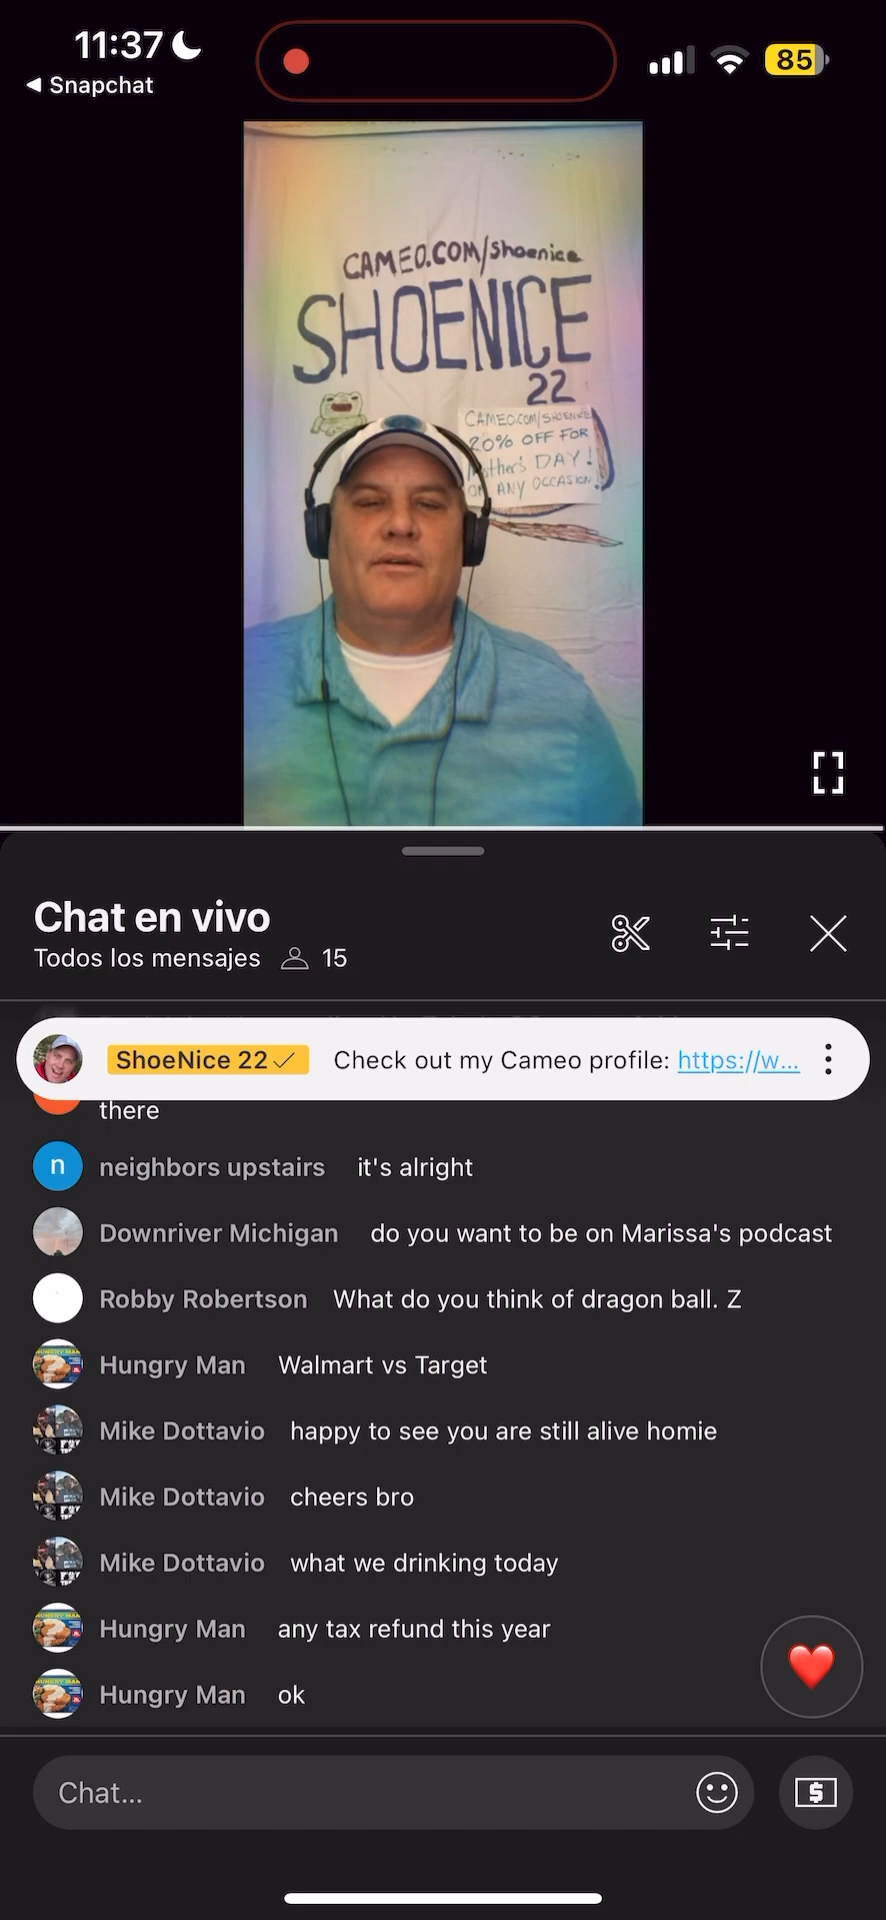 11:37
85
Snapchat
CAMEO.COM/shoenice
SHOENICE
22
CAMEO.COM/SHOENICE
20% OFF FOR
Mother's DAY!
OR ANY OCCASION!
Chat en vivo
Todos los mensajes 15
ShoeNice 22 Check out my Cameo profile: https://w...
there
n neighbors upstairs it's alright
Downriver Michigan do you want to be on Marissa's podcast
Robby Robertson What do you think of dragon ball. Z
Hungry Man Walmart vs Target
Mike Dottavio happy to see you are still alive homie
Mike Dottavio cheers bro
Mike Dottavio what we drinking today
Hungry Man any tax refund this year
Hungry Man ok
Chat...
$